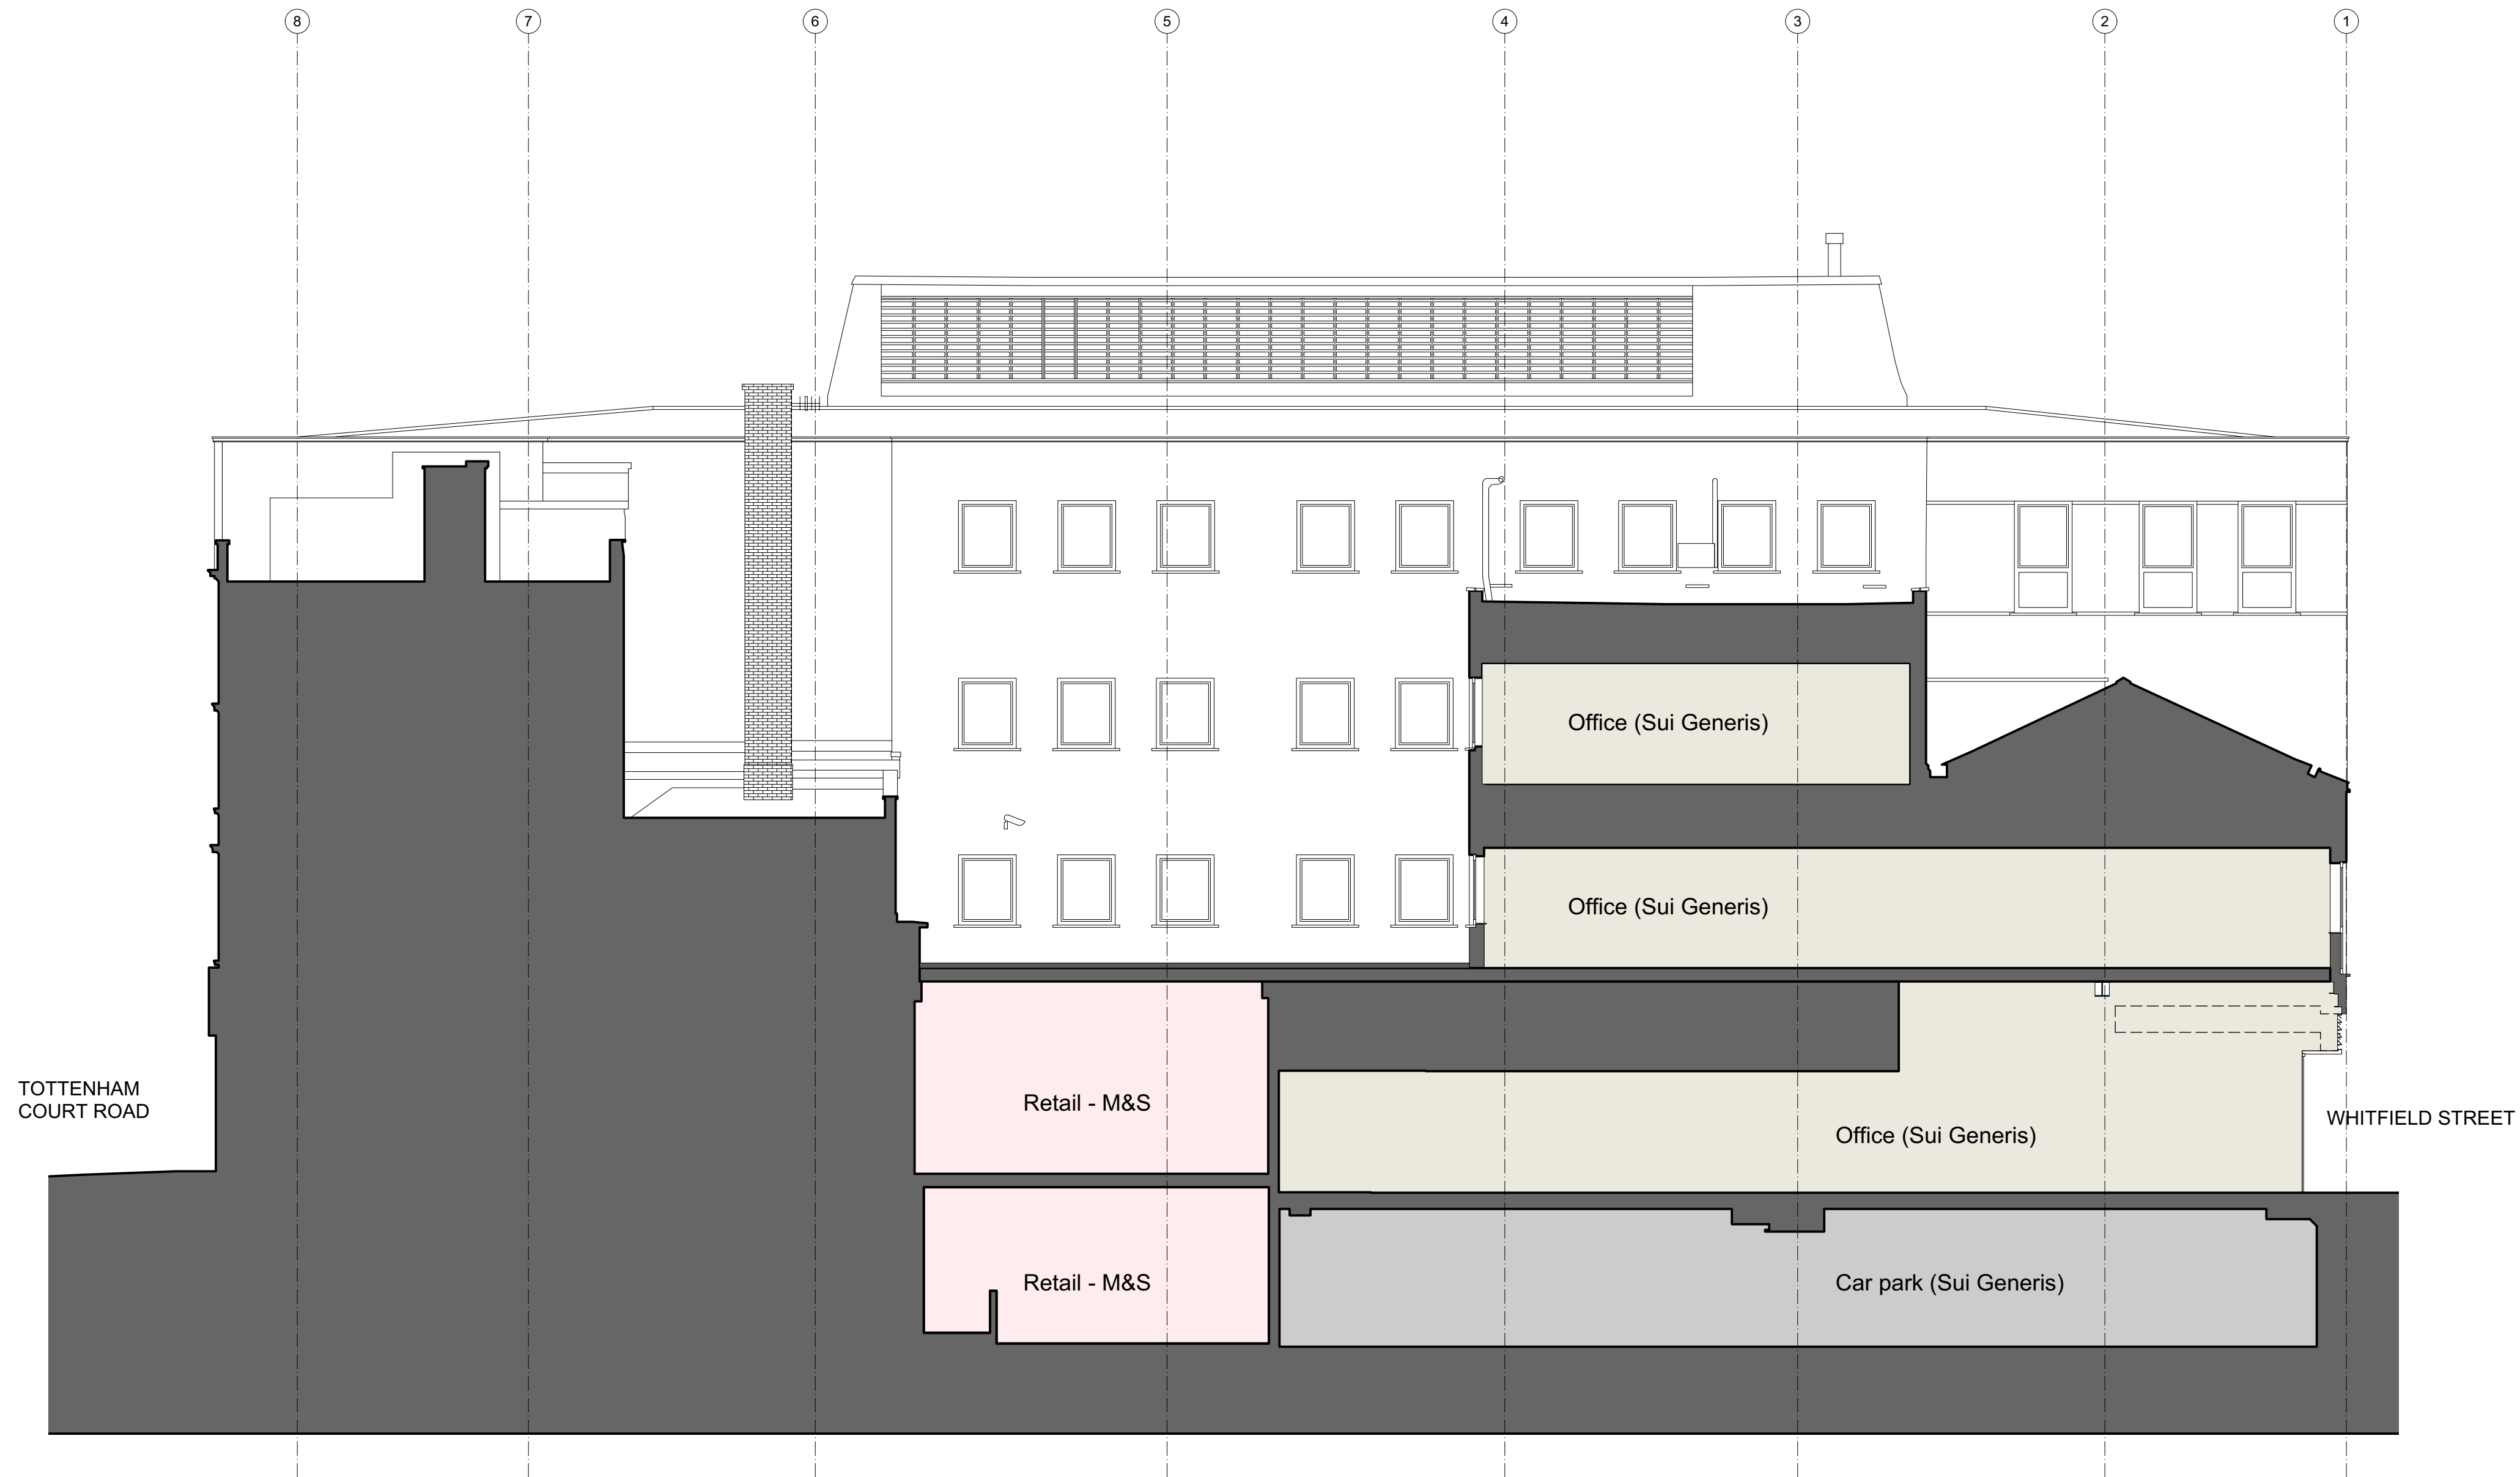 8
7
6
5
4
3
2
1
Office (Sui Generis)
Office (Sui Generis)
TOTTENHAM
COURT ROAD
Retail - M&S
WHITFIELD STREET
Office (Sui Generis)
Retail - M&S
Car park (Sui Generis)